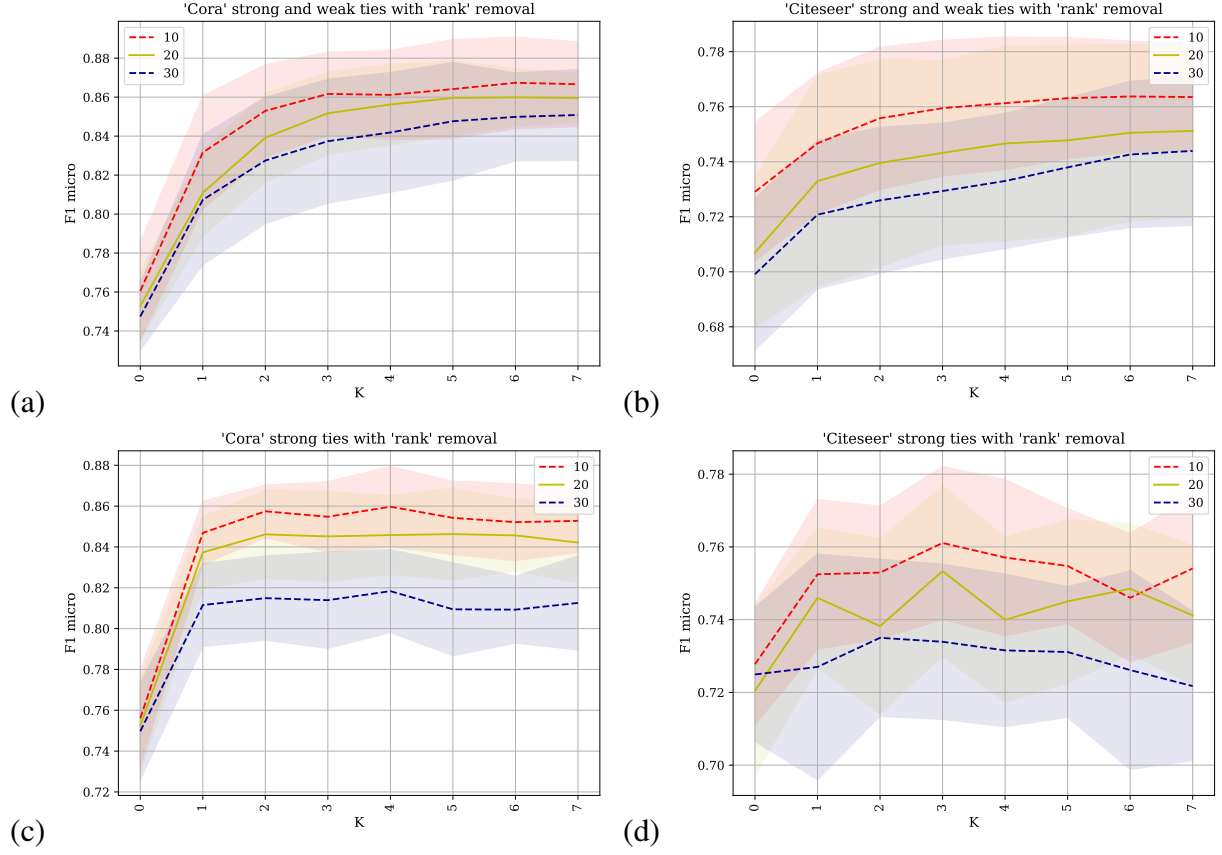 'Cora' strong and weak ties with 'rank' removal
10
20
30
0.88
0.86
0.84
0.82
0.80
0.78
0.76
0.74
F1 micro
0 1 2 3 4 5 6 7
K
(a)
'Citeseer' strong and weak ties with 'rank' removal
10
20
30
0.78
0.76
0.74
0.72
0.70
0.68
F1 micro
0 1 2 3 4 5 6 7
K
(b)
'Cora' strong ties with 'rank' removal
10
20
30
0.88
0.86
0.84
0.82
0.80
0.78
0.76
0.74
0.72
F1 micro
0 1 2 3 4 5 6 7
K
(c)
'Citeseer' strong ties with 'rank' removal
10
20
30
0.78
0.76
0.74
0.72
0.70
F1 micro
0 1 2 3 4 5 6 7
K
(d)